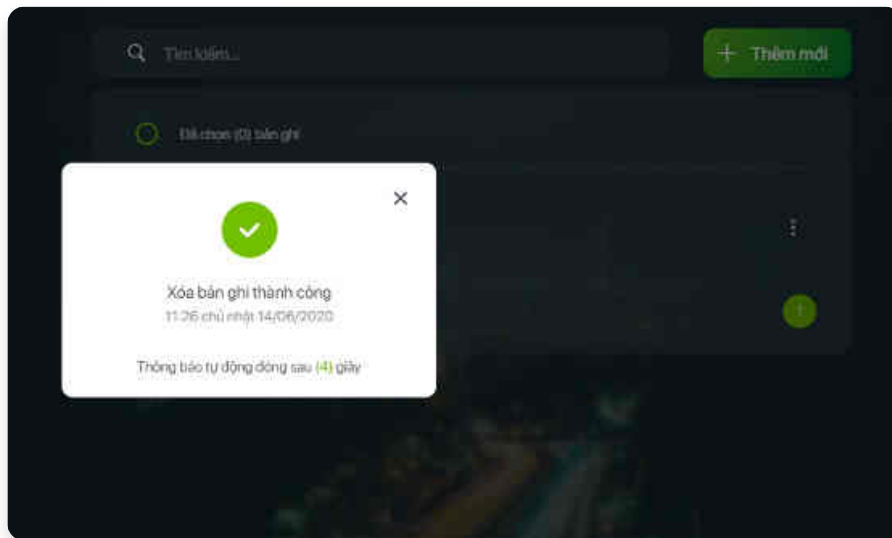 Tìm kiếm...
Thêm mới
Đã chọn (0) bản ghi
Xóa bản ghi thành công
11:26 chủ nhật 14/06/2020
Thông báo tự động đóng sau (4) giây